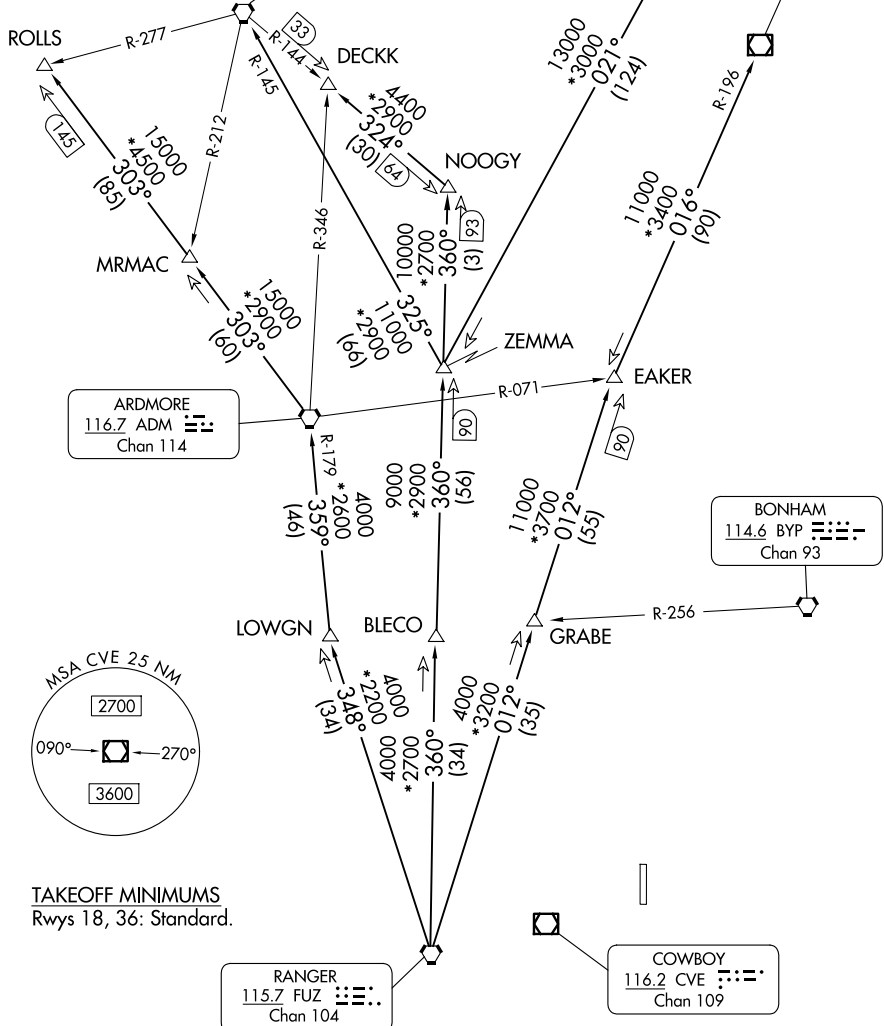 ROLLS
R-277
33
R-144
DECKK
R-145
13000
*3000
021°
(124)
R-196
145
15000
*4500
303°
(85)
R-212
4400
*2900
324°
(30)
64
NOOGY
93
11000
*3400
016°
(90)
MRMAC
R-346
10000
*2700
360°
(3)
15000
*2900
303°
(60)
325°
11000
*2900
(66)
ZEMMA
EAKER
R-071
ARDMORE
116.7 ADM
Chan 114
90
90
R-179
4000
*2600
359°
(46)
9000
*2900
360°
(56)
11000
*3700
012°
(55)
BONHAM
114.6 BYP
Chan 93
R-256
LOWGN
BLECO
GRABE
MSA CVE 25 NM
2700
090°
270°
3600
4000
*2200
348°
(34)
4000
*2700
360°
(34)
4000
*3200
012°
(35)
TAKEOFF MINIMUMS
Rwys 18, 36: Standard.
RANGER
115.7 FUZ
Chan 104
COWBOY
116.2 CVE
Chan 109